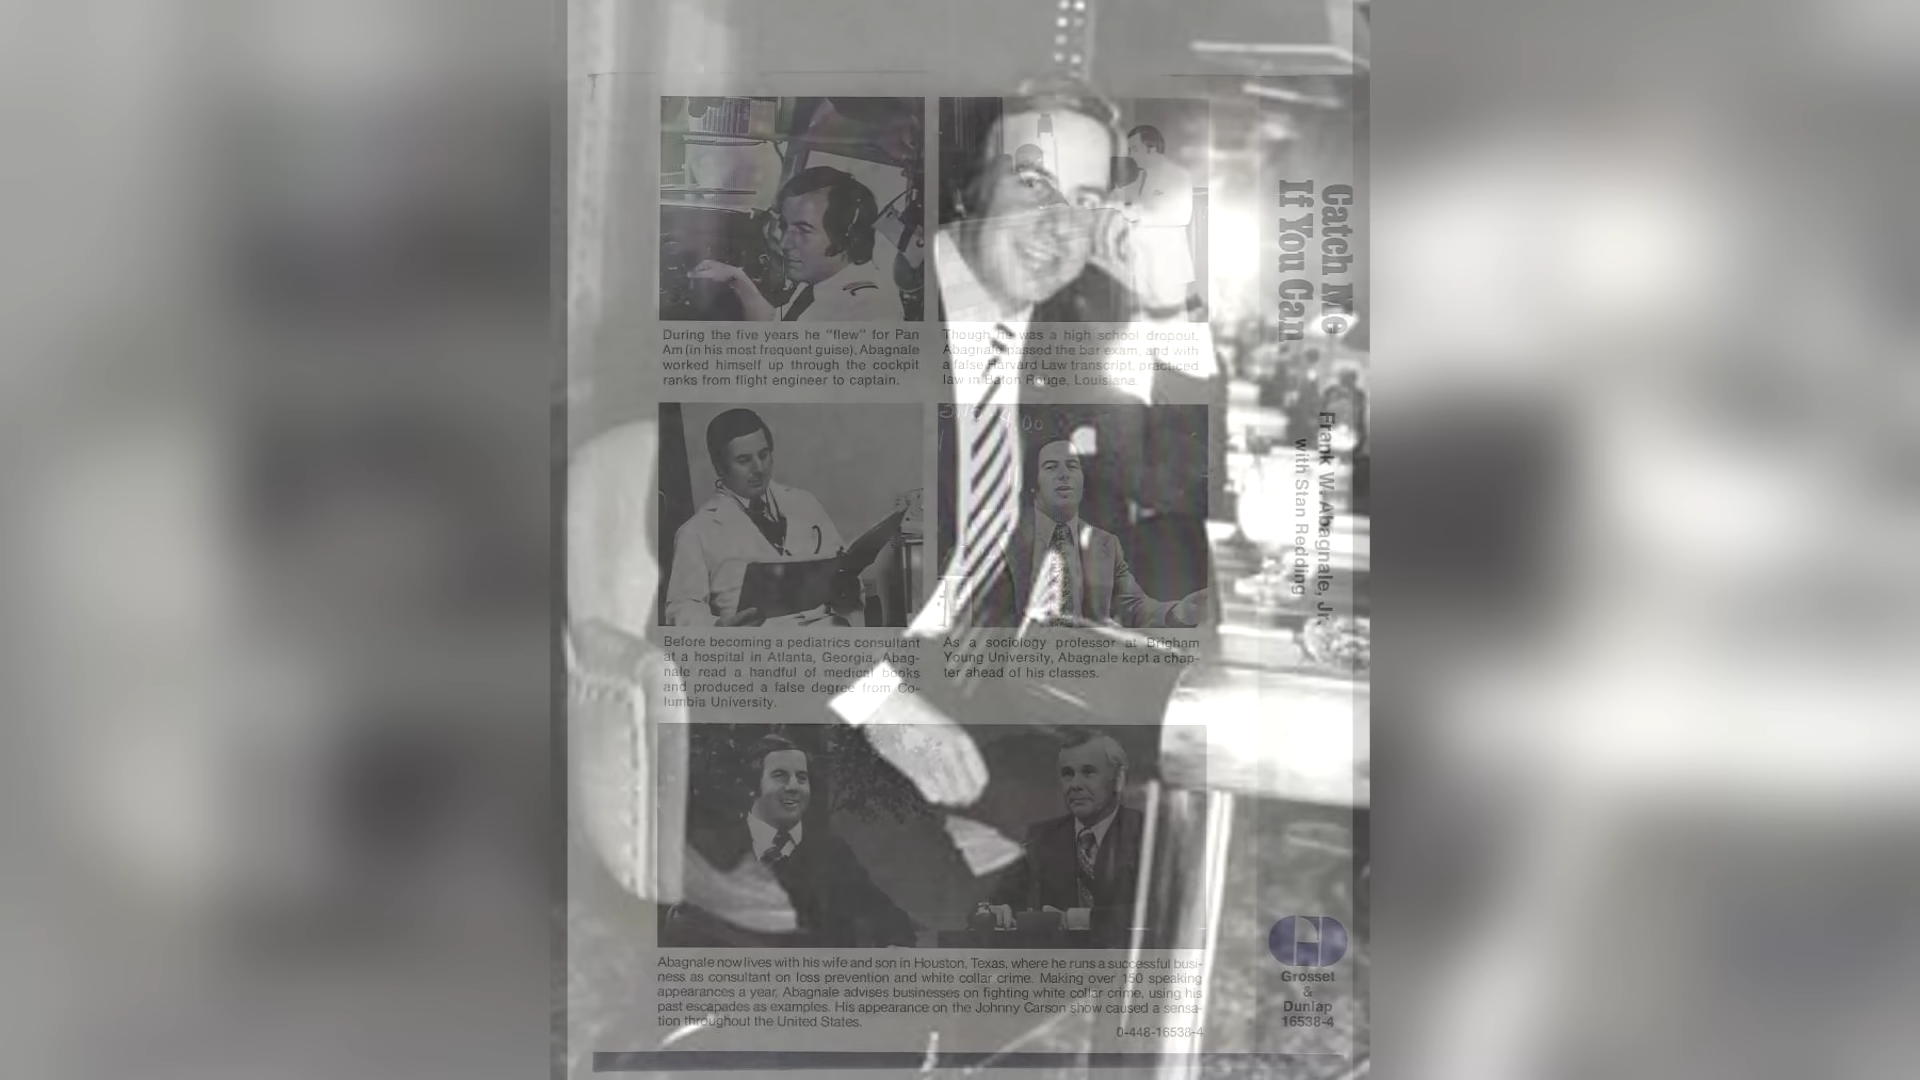 During the five years he "flew" for Pan
Am (in his most frequent guise), Abagnale
worked himself up through the cockpit
ranks from flight engineer to captain.
Though he was a high school dropout,
Abagnale passed the bar exam, and with
a false Harvard Law transcript, practiced
law in Baton Rouge, Louisiana.
Before becoming a pediatrics consultant
at a hospital in Atlanta, Georgia, Abag-
nale read a handful of medical books
and produced a false degree from Co-
lumbia University.
As a sociology professor at Brigham
Young University, Abagnale kept a chap-
ter ahead of his classes.
Abagnale now lives with his wife and son in Houston, Texas, where he runs a successful busi-
ness as consultant on loss prevention and white collar crime. Making over 150 speaking
appearances a year, Abagnale advises businesses on fighting white collar crime, using his
past escapades as examples. His appearance on the Johnny Carson show caused a sensa-
tion throughout the United States.
0-448-16538-4
Catch Me
If You Can
Frank W. Abagnale, Jr.
with Stan Redding
Grosset
&
Dunlap
16538-4